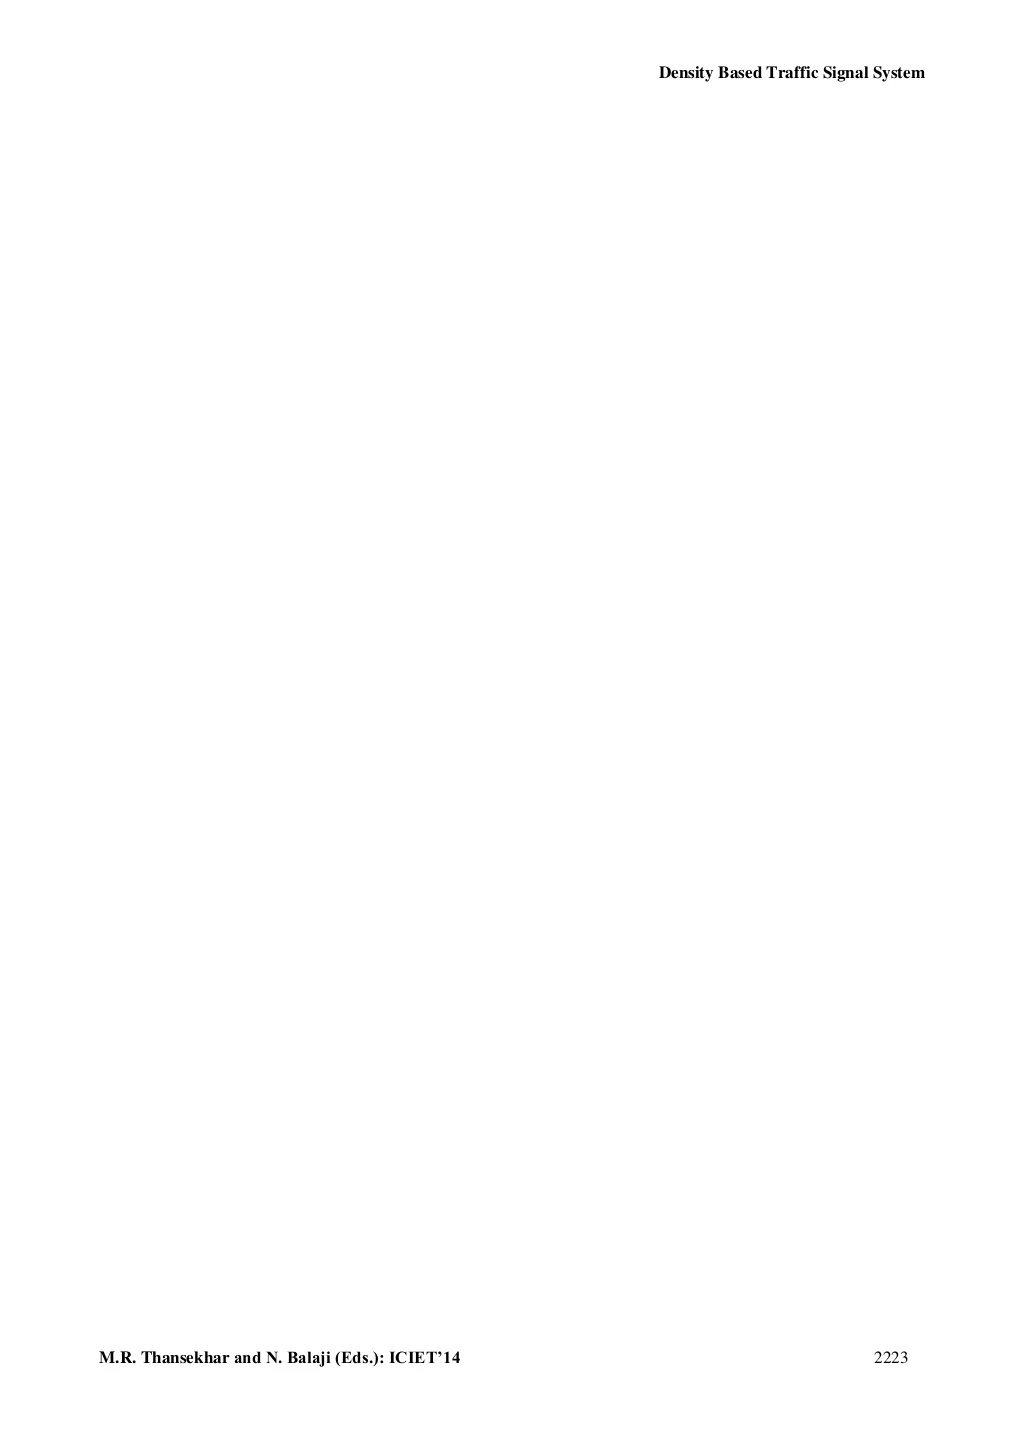 Density Based Traffic Signal System
M.R. Thansekhar and N. Balaji (Eds.): ICIET’14 2223